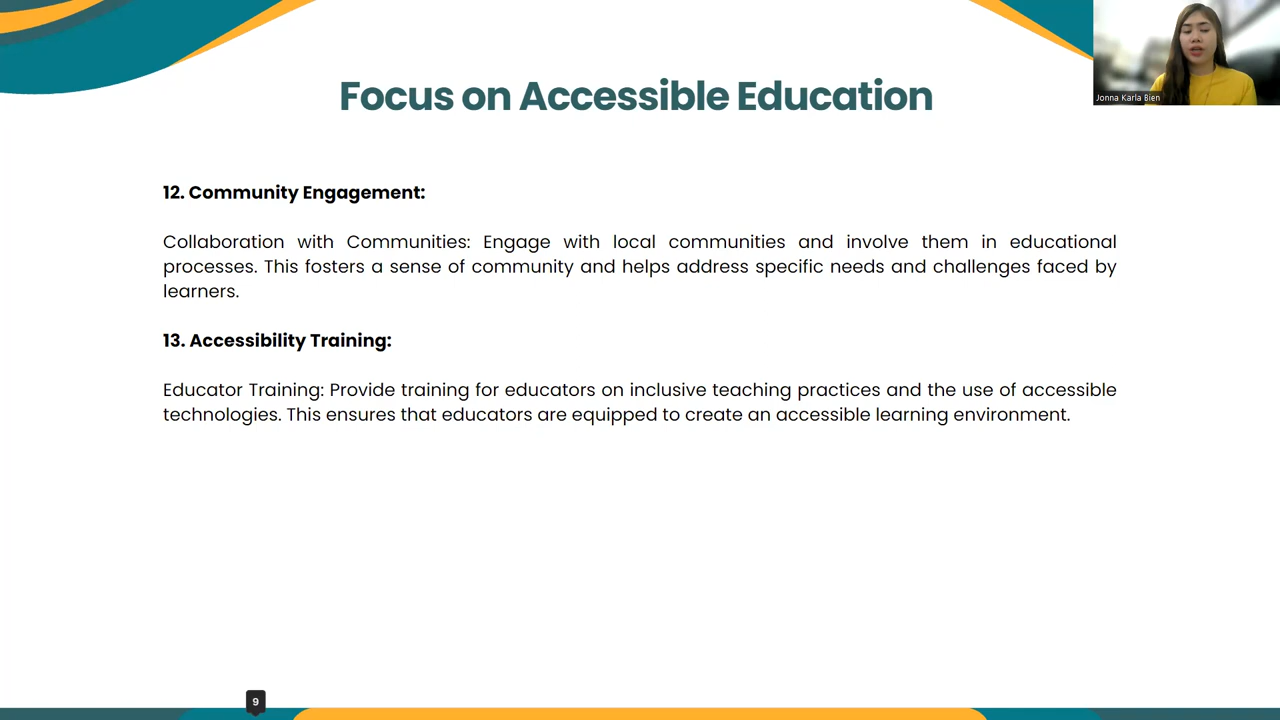 Jonna Karla Bien
Focus on Accessible Education
12. Community Engagement:
Collaboration with Communities: Engage with local communities and involve them in educational
processes. This fosters a sense of community and helps address specific needs and challenges faced by
learners.
13. Accessibility Training:
Educator Training: Provide training for educators on inclusive teaching practices and the use of accessible
technologies. This ensures that educators are equipped to create an accessible learning environment.
9